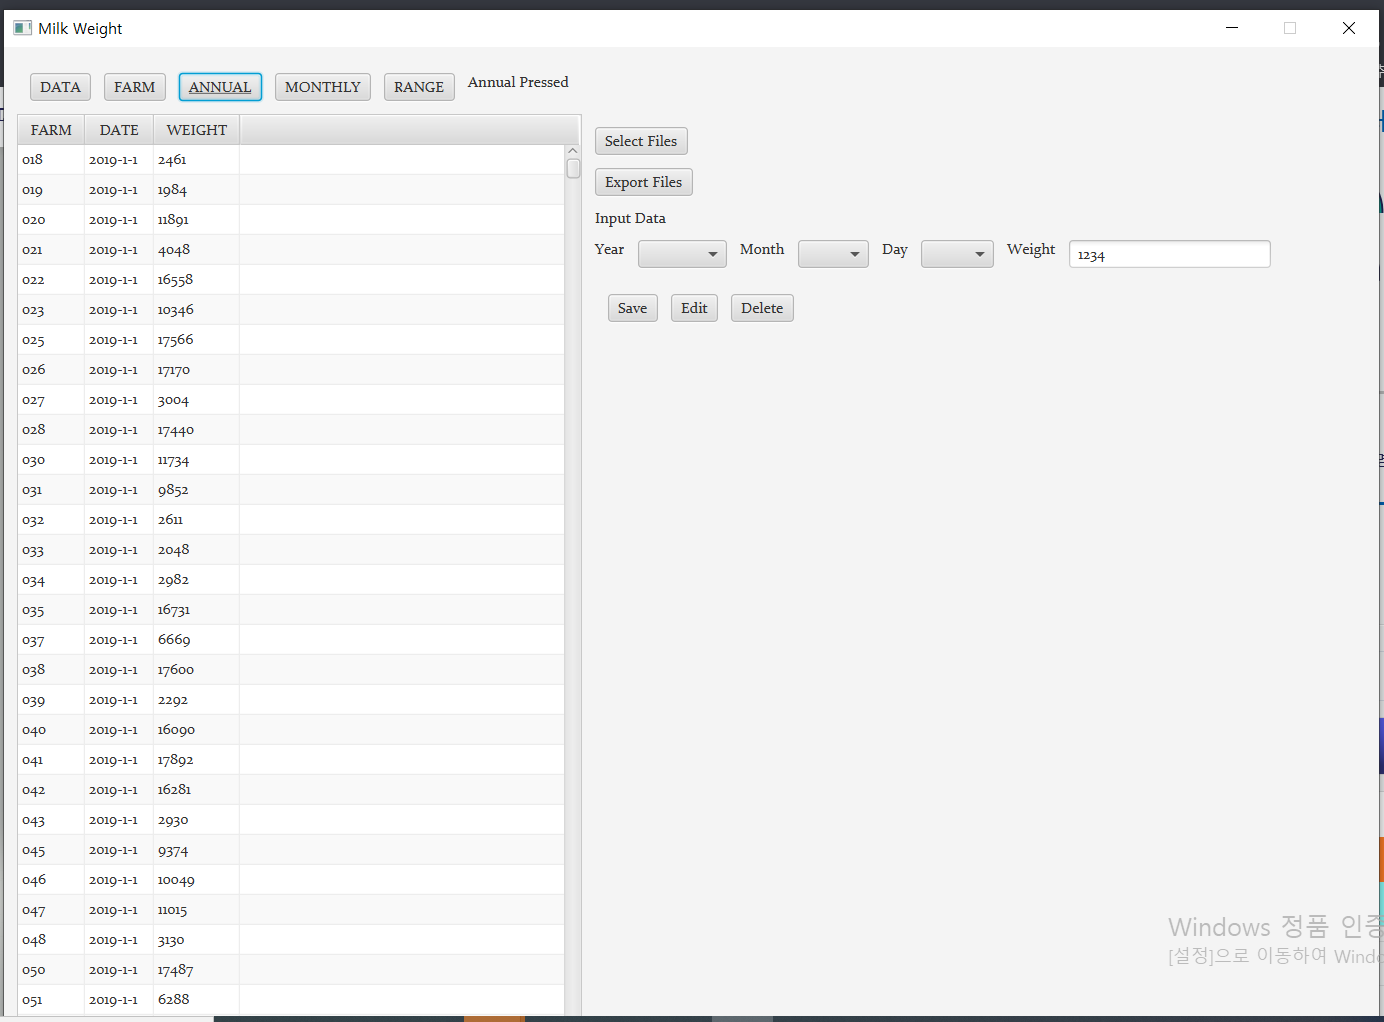 Milk Weight
DATA FARM ANNUAL MONTHLY RANGE Annual Pressed
FARM DATE WEIGHT
018 2019-1-1 2461
019 2019-1-1 1984
020 2019-1-1 11891
021 2019-1-1 4048
022 2019-1-1 16558
023 2019-1-1 10346
025 2019-1-1 17566
026 2019-1-1 17170
027 2019-1-1 3004
028 2019-1-1 17440
030 2019-1-1 11734
031 2019-1-1 9852
032 2019-1-1 2611
033 2019-1-1 2048
034 2019-1-1 2982
035 2019-1-1 16731
037 2019-1-1 6669
038 2019-1-1 17600
039 2019-1-1 2292
040 2019-1-1 16090
041 2019-1-1 17892
042 2019-1-1 16281
043 2019-1-1 2930
045 2019-1-1 9374
046 2019-1-1 10049
047 2019-1-1 11015
048 2019-1-1 3130
050 2019-1-1 17487
051 2019-1-1 6288
Select Files
Export Files
Input Data
Year Month Day Weight 1234
Save Edit Delete
Windows 정품 인증
[설정]으로 이동하여 Windo